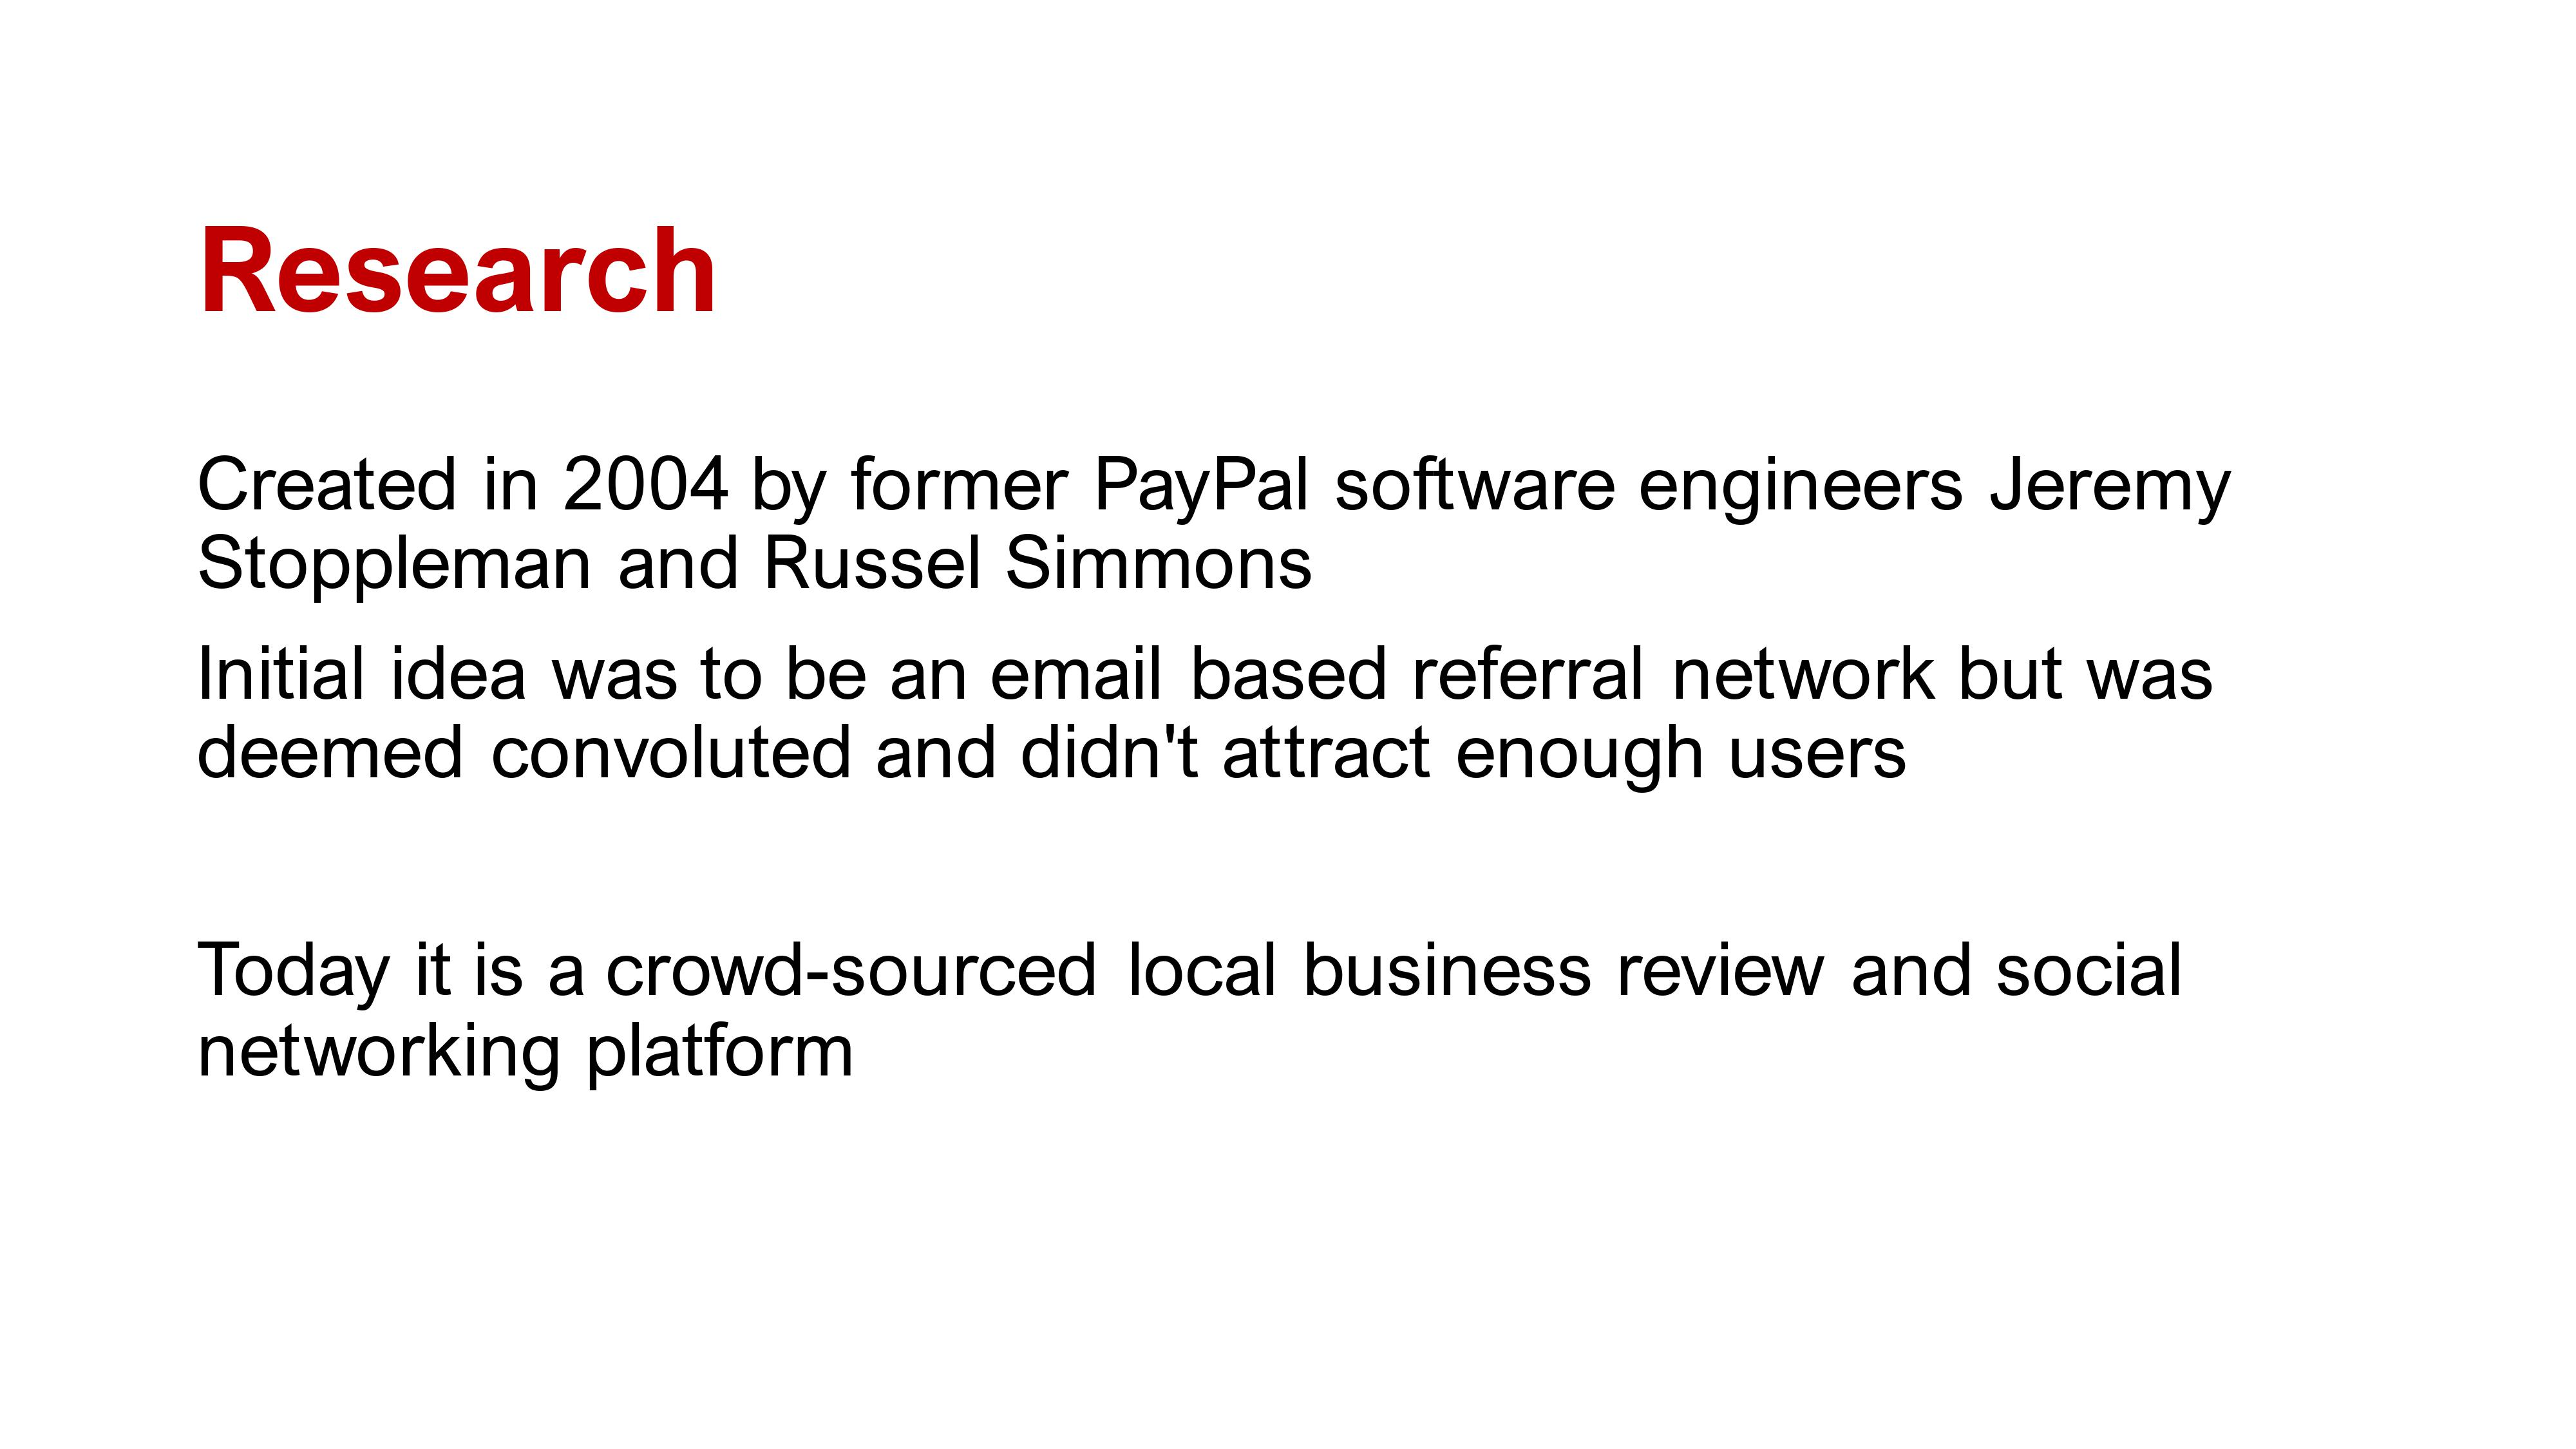 Research
Created in 2004 by former PayPal software engineers Jeremy
Stoppleman and Russel Simmons
Initial idea was to be an email based referral network but was
deemed convoluted and didn't attract enough users
Today it is a crowd-sourced local business review and social
networking platform